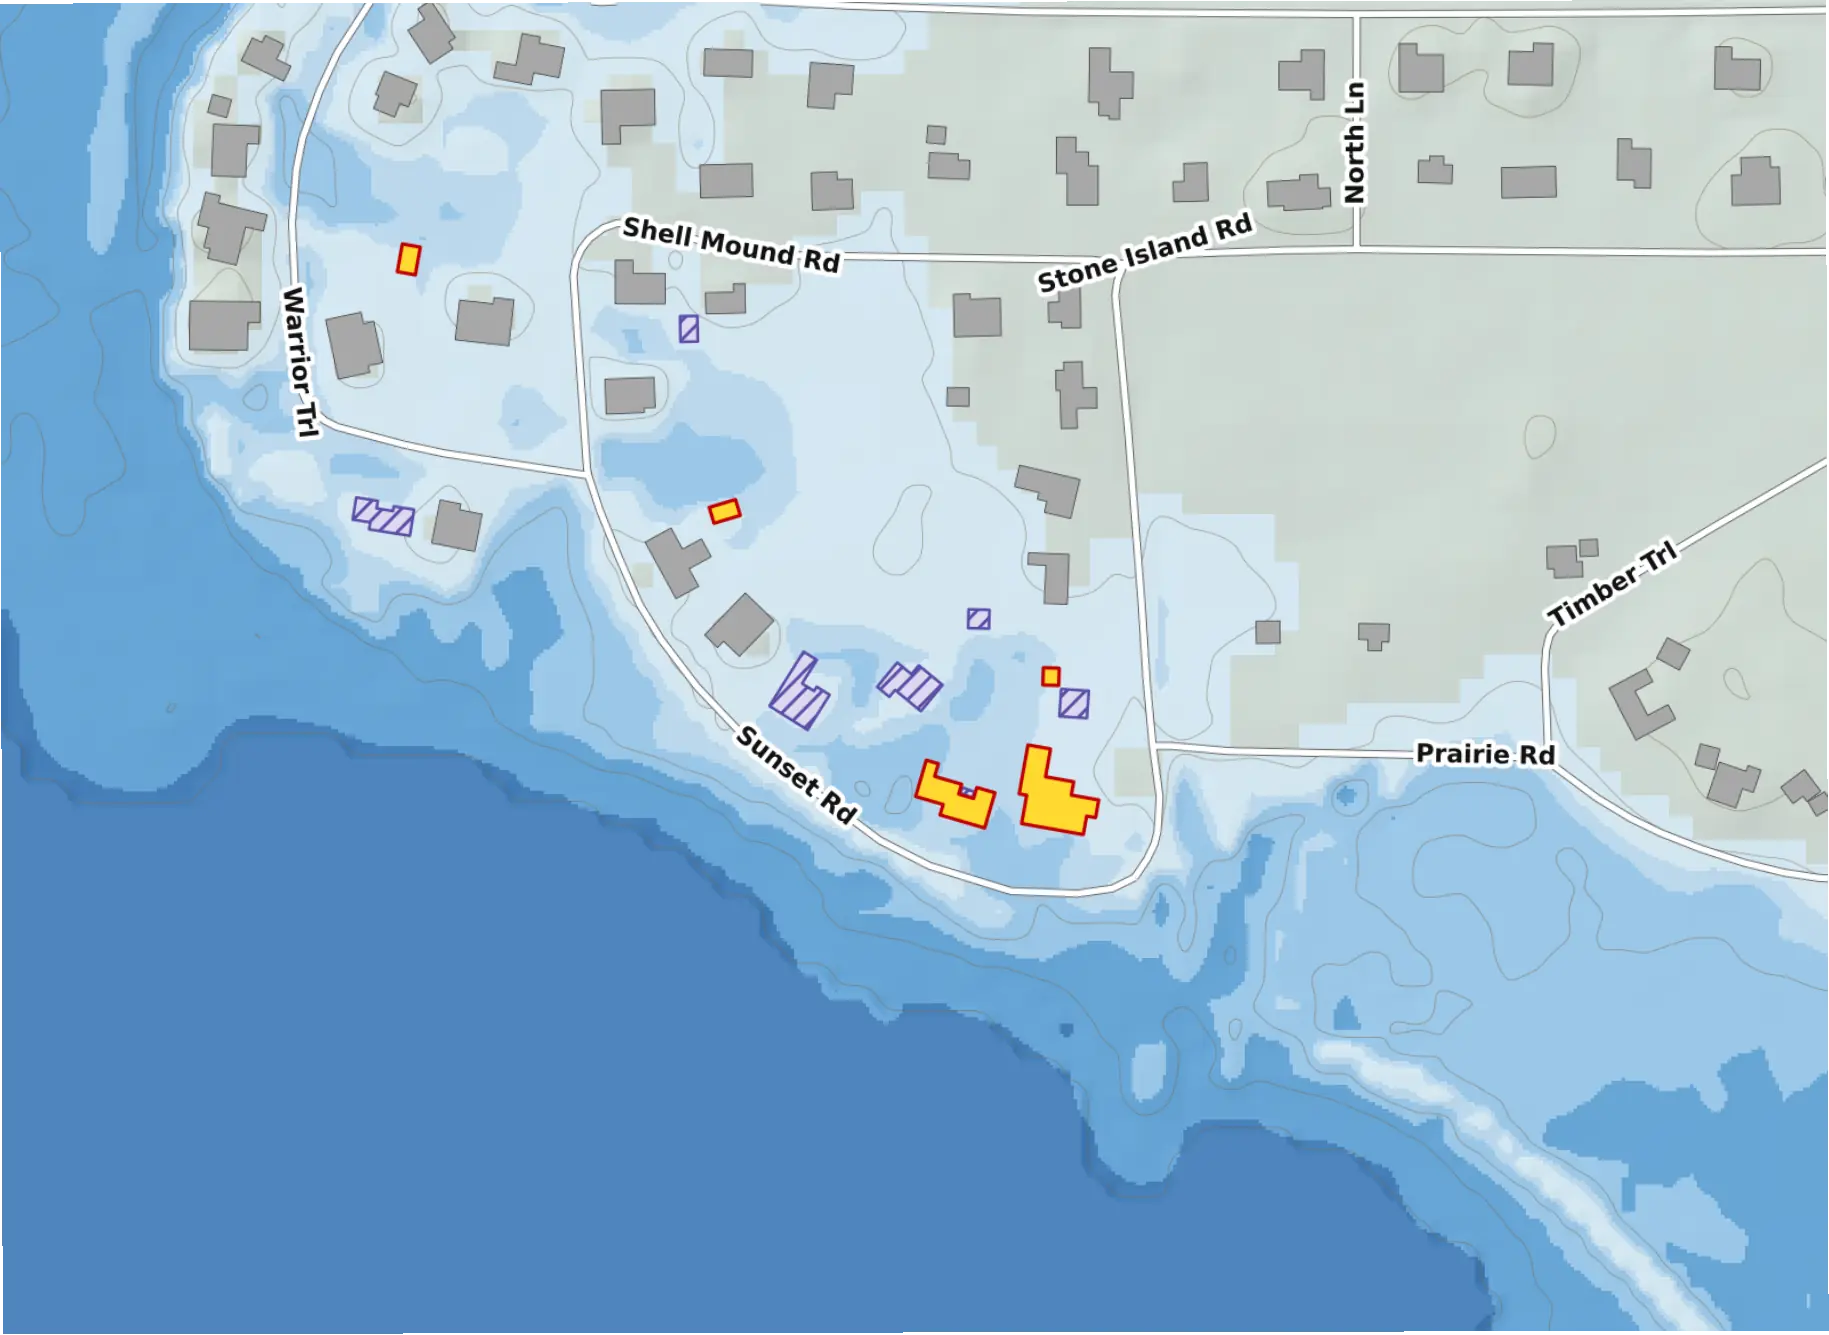 North Ln
Shell Mound Rd
Stone Island Rd
Warrior Trl
Timber Trl
Sunset Rd
Prairie Rd